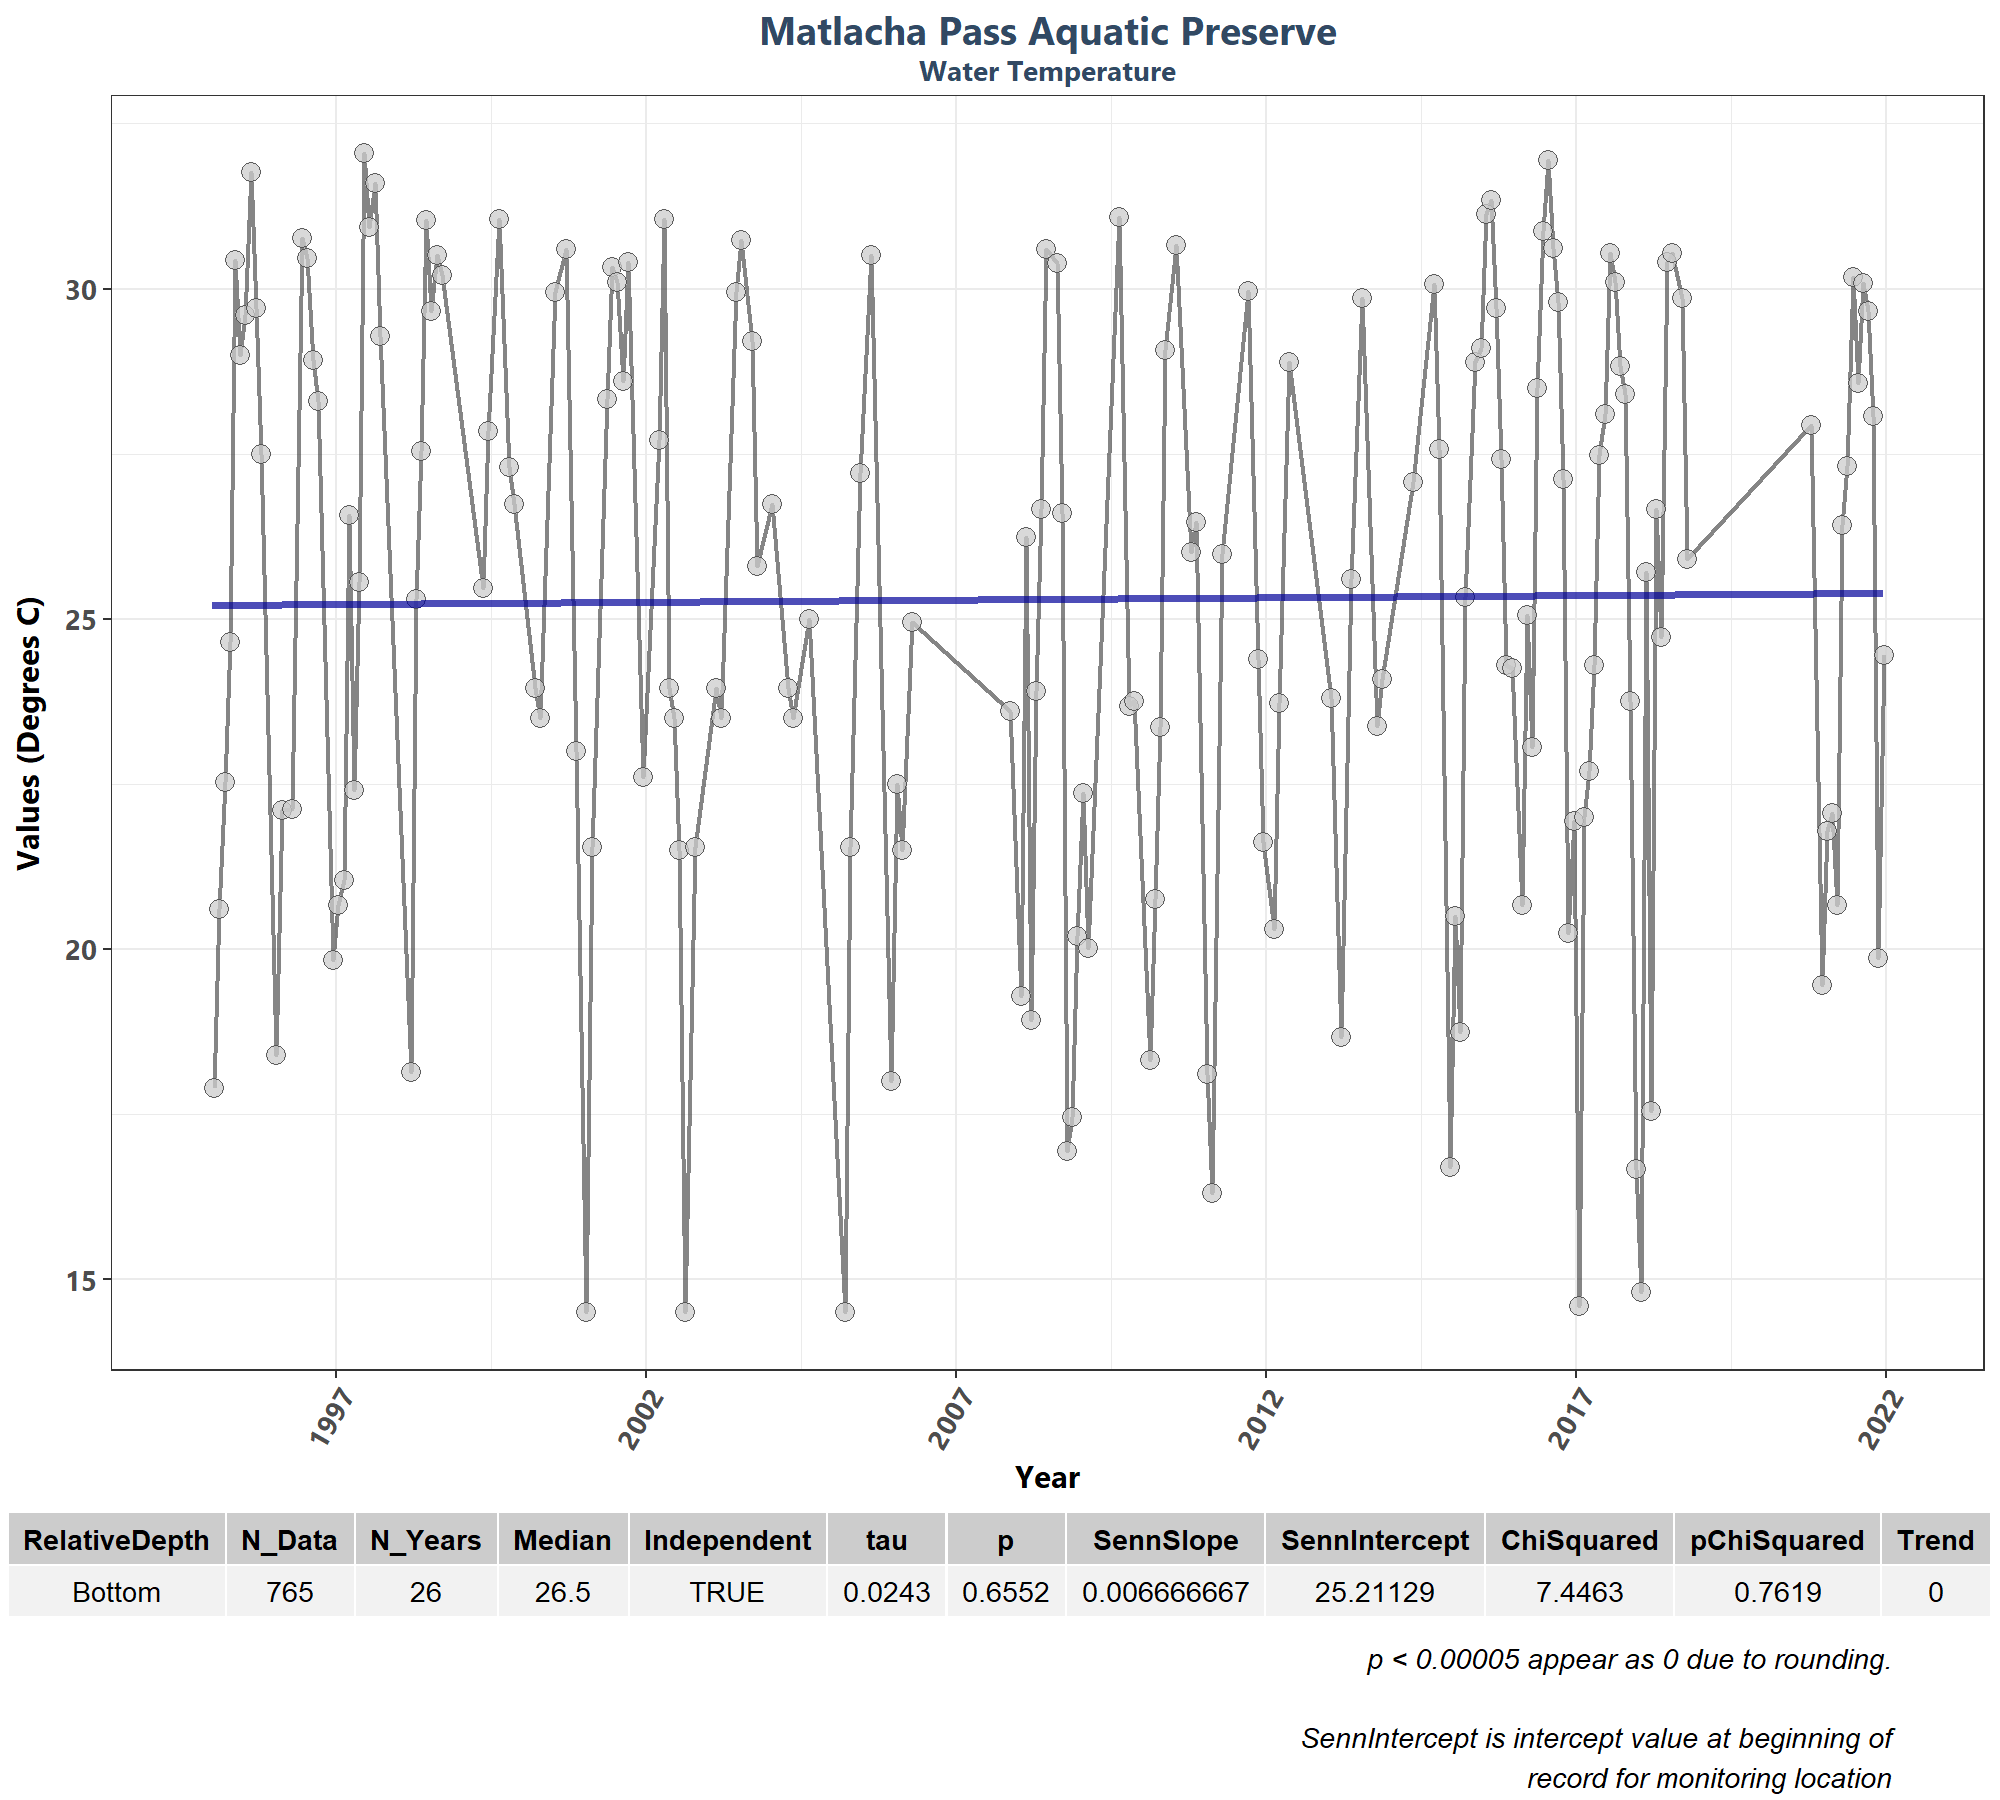 Matlacha Pass Aquatic Preserve
Water Temperature
Values (Degrees C)
30
25
20
15
1997 2002 2007 2012 2017 2022
Year
RelativeDepth N_Data N_Years Median Independent tau p SennSlope SennIntercept ChiSquared pChiSquared Trend
Bottom 765 26 26.5 TRUE 0.0243 0.6552 0.006666667 25.21129 7.4463 0.7619 0
p < 0.00005 appear as 0 due to rounding.
SennIntercept is intercept value at beginning of
record for monitoring location